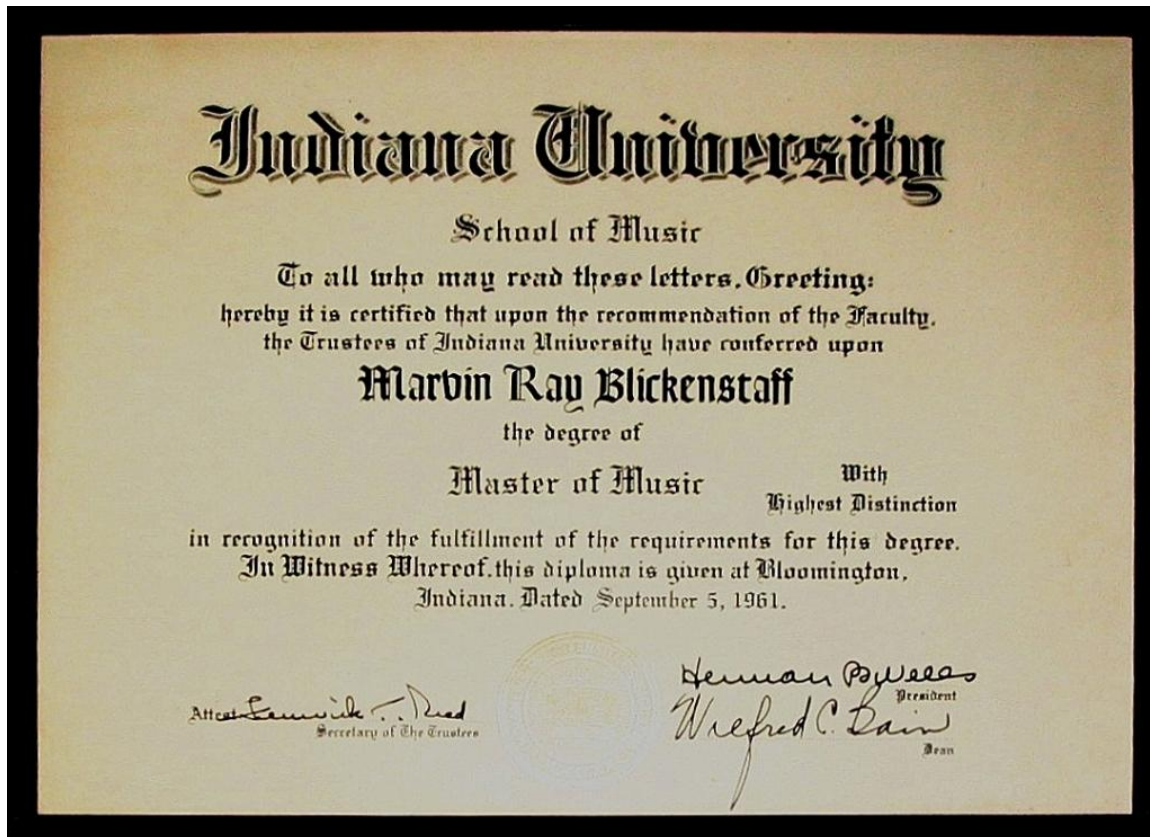 Indiana University
School of Music
To all who may read these letters, Greeting:
hereby it is certified that upon the recommendation of the Faculty,
the Trustees of Indiana University have conferred upon
Marvin Ray Blickenstaff
the degree of
Master of Music
With
Highest Distinction
in recognition of the fulfillment of the requirements for this degree.
In Witness Whereof, this diploma is given at Bloomington,
Indiana. Dated September 5, 1961.
Herman B Wells
President
Attest
Secretary of The Trustees
Wilfred C. Bain
Dean